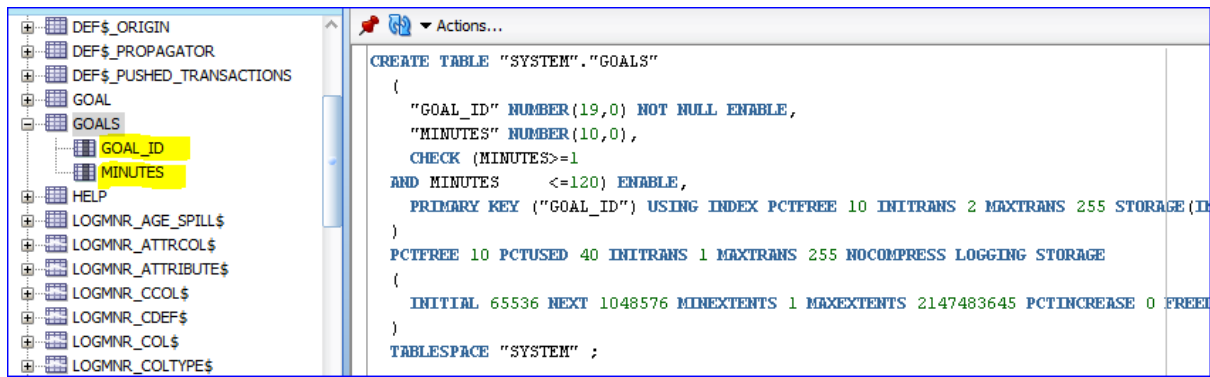 DEF$_ORIGIN
DEF$_PROPAGATOR
DEF$_PUSHED_TRANSACTIONS
GOAL
GOALS
GOAL_ID
MINUTES
HELP
LOGMNR_AGE_SPILL$
LOGMNR_ATTRCOL$
LOGMNR_ATTRIBUTE$
LOGMNR_CCOL$
LOGMNR_CDEF$
LOGMNR_COL$
LOGMNR_COLTYPE$
Actions...
CREATE TABLE "SYSTEM"."GOALS"
(
"GOAL_ID" NUMBER(19,0) NOT NULL ENABLE,
"MINUTES" NUMBER(10,0),
CHECK (MINUTES>=1
AND MINUTES <=120) ENABLE,
PRIMARY KEY ("GOAL_ID") USING INDEX PCTFREE 10 INITRANS 2 MAXTRANS 255 STORAGE(
)
PCTFREE 10 PCTUSED 40 INITRANS 1 MAXTRANS 255 NOCOMPRESS LOGGING STORAGE
(
INITIAL 65536 NEXT 1048576 MINEXTENTS 1 MAXEXTENTS 2147483645 PCTINCREASE 0
)
TABLESPACE "SYSTEM" ;